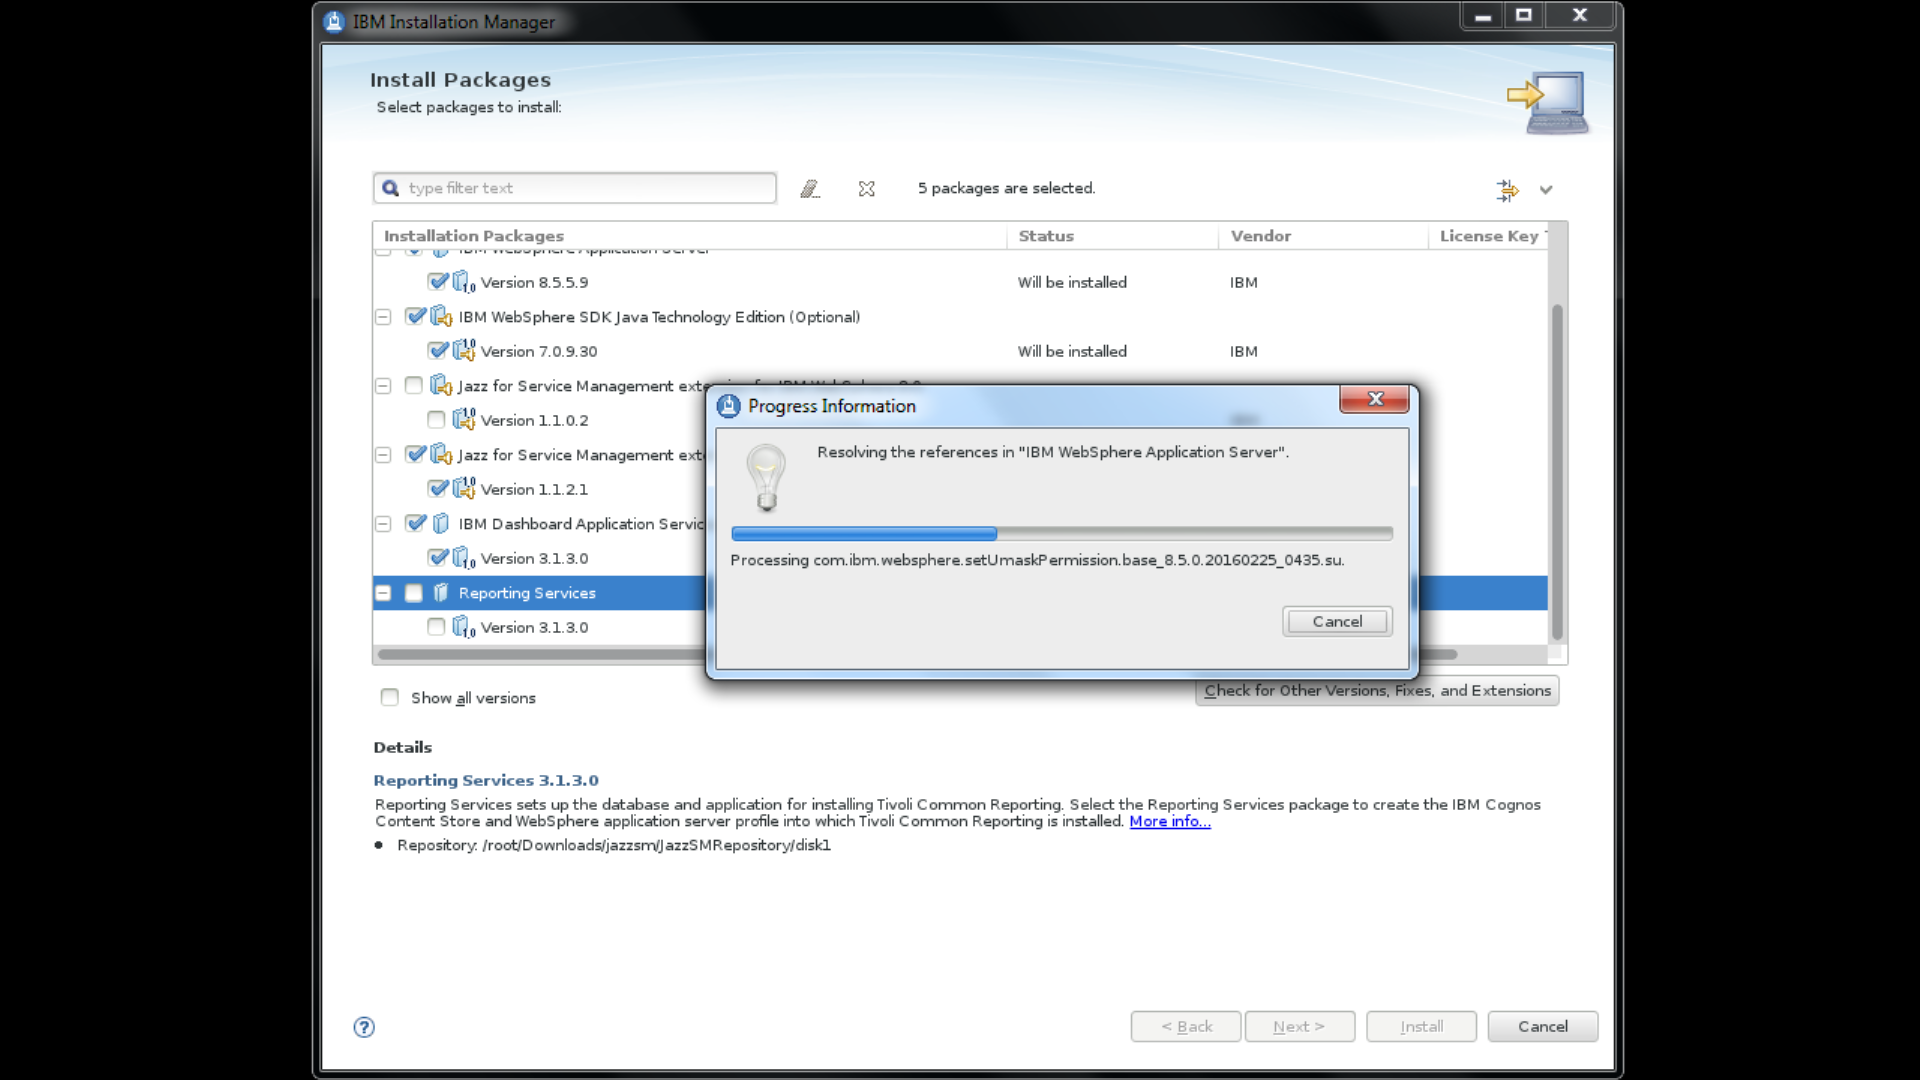 IBM Installation Manager
Install Packages
Select packages to install:
type filter text
5 packages are selected.
Installation Packages Status Vendor License Key
IBM WebSphere Application Server
Version 8.5.5.9 Will be installed IBM
IBM WebSphere SDK Java Technology Edition (Optional)
Version 7.0.9.30 Will be installed IBM
Jazz for Service Management
Version 1.1.0.2
Jazz for Service Management
Version 1.1.2.1
IBM Dashboard Application
Version 3.1.3.0
Reporting Services
Version 3.1.3.0
Progress Information
Resolving the references in "IBM WebSphere Application Server".
Processing com.ibm.websphere.setUmaskPermission.base_8.5.0.20160225_0435.su.
Cancel
Show all versions
Check for Other Versions, Fixes, and Extensions
Details
Reporting Services 3.1.3.0
Reporting Services sets up the database and application for installing Tivoli Common Reporting. Select the Reporting Services package to create the IBM Cognos
Content Store and WebSphere application server profile into which Tivoli Common Reporting is installed. More info...
• Repository: /root/Downloads/jazzsm/JazzSMRepository/disk1
?
< Back Next > Install Cancel